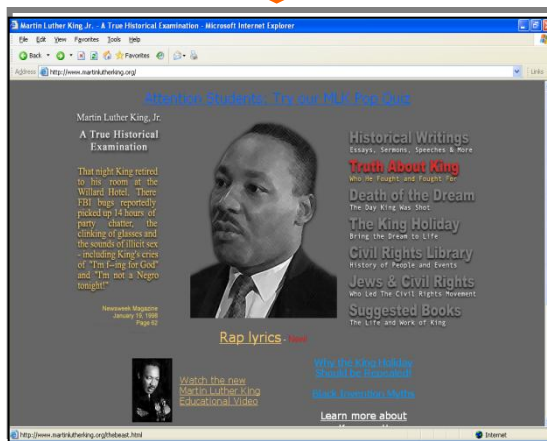 Martin Luther King Jr. - A True Historical Examination - Microsoft Internet Explorer
File Edit View Favorites Tools Help
Back Favorites
Address http://www.martinlutherking.org/ Links
Attention Students: Try our MLK Pop Quiz
Martin Luther King, Jr.
A True Historical
Examination
That night King retired
to his room at the
Willard Hotel. There
FBI bugs reportedly
picked up 14 hours of
party chatter, the
clinking of glasses and
the sounds of illicit sex
- including King's cries
of "I'm f--ing for God"
and "I'm not a Negro
tonight!"
Newsweek Magazine
January 19, 1998
Page 62
Historical Writings
Essays, Sermons, Speeches & More
Truth About King
Who He Fought and Fought For
Death of the Dream
The Day King Was Shot
The King Holiday
Bring the Dream to Life
Civil Rights Library
History of People and Events
Jews & Civil Rights
Who Led The Civil Rights Movement
Suggested Books
The Life and Work of King
Rap lyrics -
Watch the new
Martin Luther King
Educational Video
Why the King Holiday
Should be Repealed!
Black Invention Myths
Learn more about
http://www.martinlutherking.org/thebeast.html Internet